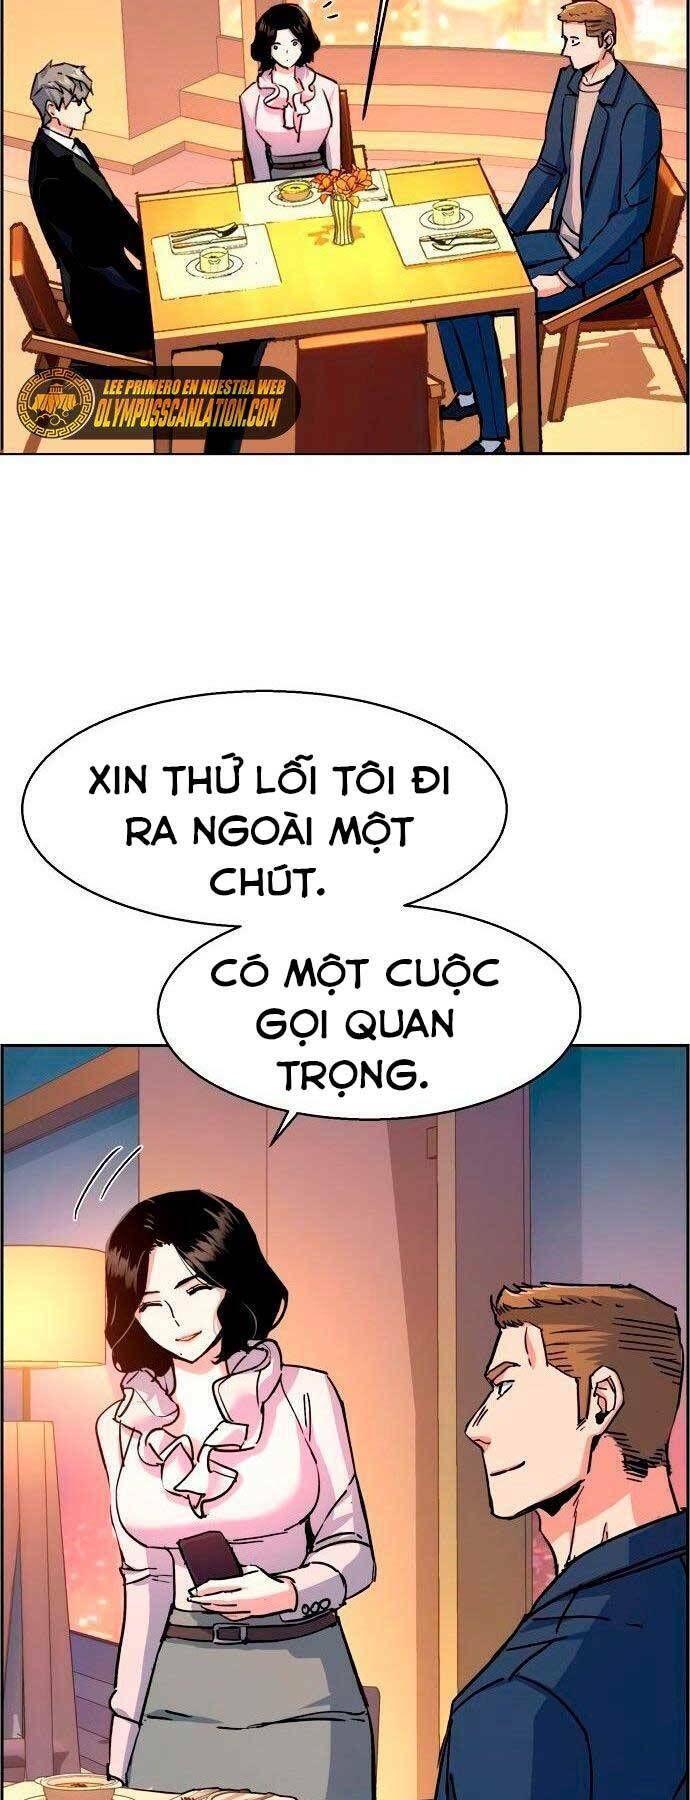 LEE PRIMERO EN NUESTRA WEB
OLYMPUSSCANLATION.COM
XIN THỨ LỖI TÔI ĐI
RA NGOÀI MỘT
CHÚT.
CÓ MỘT CUỘC
GỌI QUAN
TRỌNG.